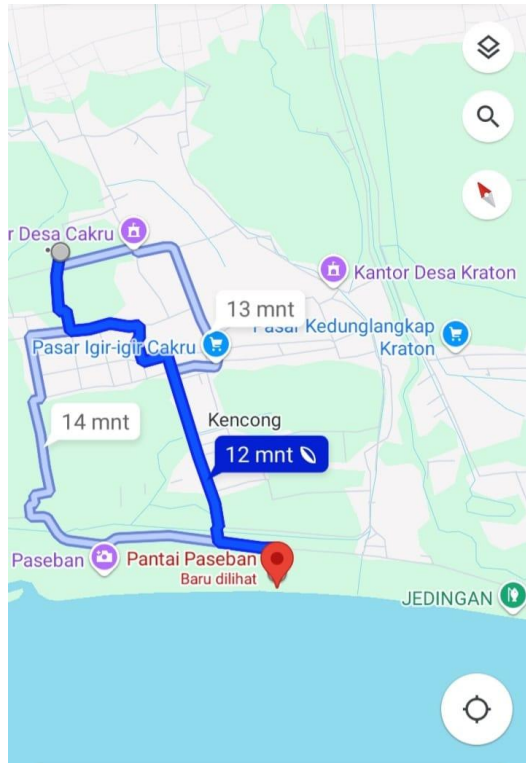 r Desa Cakru
Kantor Desa Kraton
13 mnt
Pasar Kedunglangkap
Kraton
Pasar Igir-igir Cakru
14 mnt
Kencong
12 mnt
Paseban
Pantai Paseban
Baru dilihat
JEDINGAN